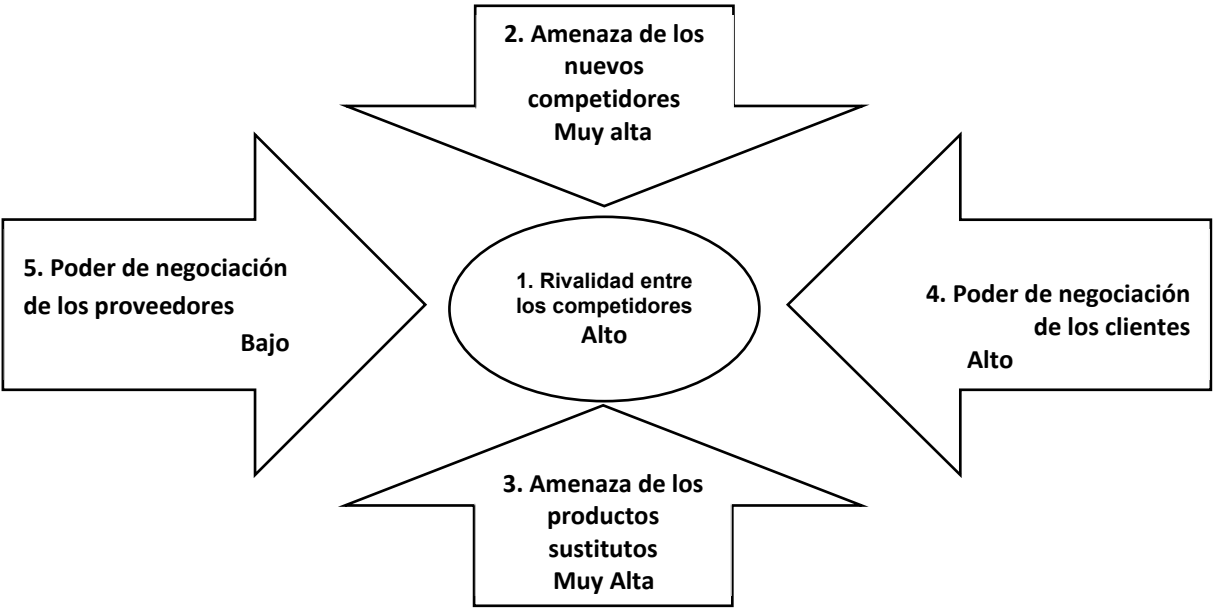 2. Amenaza de los
nuevos
competidores
Muy alta
5. Poder de negociación
de los proveedores
Bajo
1. Rivalidad entre
los competidores
Alto
4. Poder de negociación
de los clientes
Alto
3. Amenaza de los
productos
sustitutos
Muy Alta